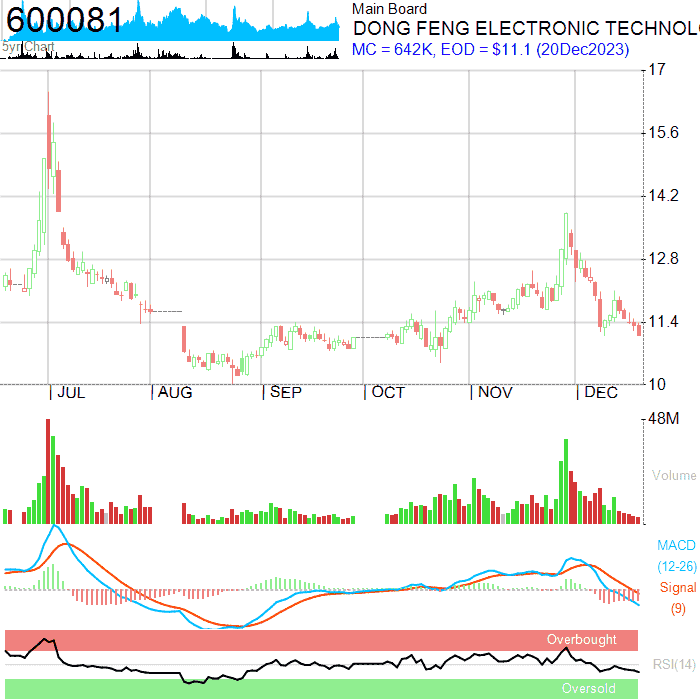 600081
5yr Chart
Main Board
DONG FENG ELECTRONIC TECHNOL
MC = 642K, EOD = $11.1 (20Dec2023)
17
15.6
14.2
12.8
11.4
10
JUL
AUG
SEP
OCT
NOV
DEC
48M
Volume
MACD
(12-26)
Signal
(9)
Overbought
RSI(14)
Oversold